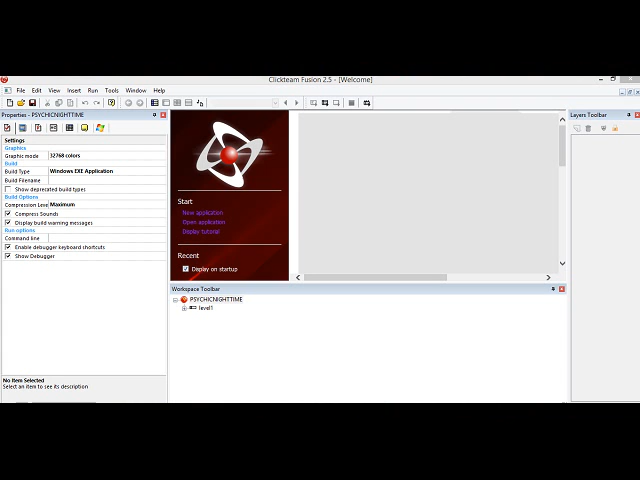 Clickteam Fusion 2.5 - [Welcome]
File Edit View Insert Run Tools Window Help
Properties - PSYCHICNIGHTTIME
Layers Toolbar
Settings
Graphics
Graphic mode 32768 colors
Build
Build Type Windows EXE Application
Build Filename
Show deprecated build types
Build Options
Compression Level Maximum
Compress Sounds
Display build warning messages
Run options
Command line
Enable debugger keyboard shortcuts
Show Debugger
Start
New application
Open application
Display tutorial
Recent
Display on startup
Workspace Toolbar
PSYCHICNIGHTTIME
level1
No Item Selected
Select an item to see its description